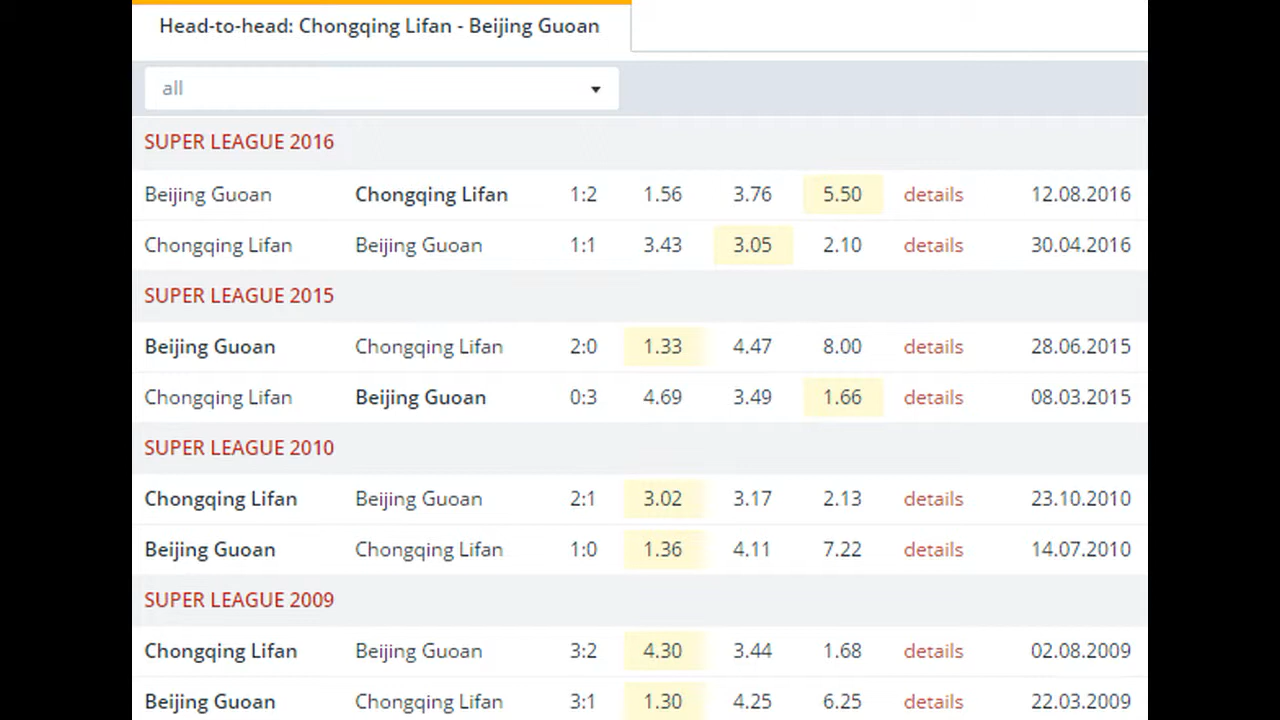 Head-to-head: Chongqing Lifan - Beijing Guoan
all
SUPER LEAGUE 2016
Beijing Guoan Chongqing Lifan 1:2 1.56 3.76 5.50 details 12.08.2016
Chongqing Lifan Beijing Guoan 1:1 3.43 3.05 2.10 details 30.04.2016
SUPER LEAGUE 2015
Beijing Guoan Chongqing Lifan 2:0 1.33 4.47 8.00 details 28.06.2015
Chongqing Lifan Beijing Guoan 0:3 4.69 3.49 1.66 details 08.03.2015
SUPER LEAGUE 2010
Chongqing Lifan Beijing Guoan 2:1 3.02 3.17 2.13 details 23.10.2010
Beijing Guoan Chongqing Lifan 1:0 1.36 4.11 7.22 details 14.07.2010
SUPER LEAGUE 2009
Chongqing Lifan Beijing Guoan 3:2 4.30 3.44 1.68 details 02.08.2009
Beijing Guoan Chongqing Lifan 3:1 1.30 4.25 6.25 details 22.03.2009